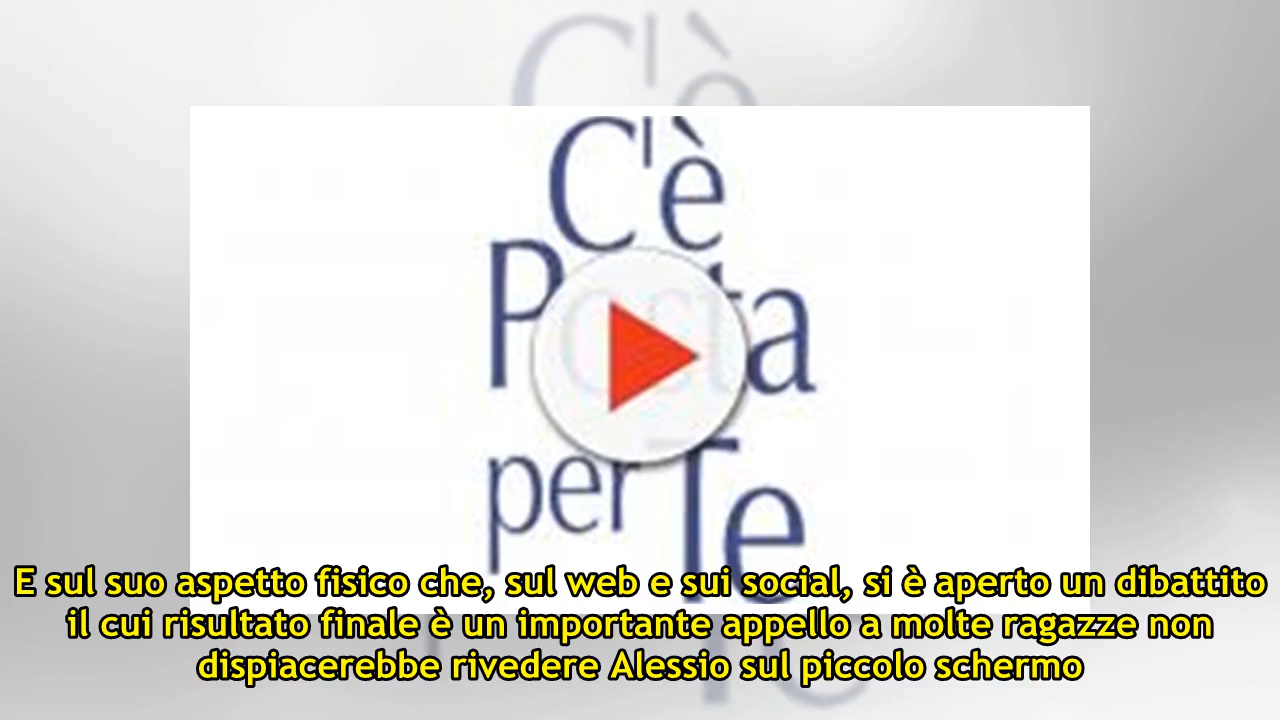 C'è
Posta
per Te
E sul suo aspetto fisico che, sul web e sui social, si è aperto un dibattito
il cui risultato finale è un importante appello a molte ragazze non
dispiacerebbe rivedere Alessio sul piccolo schermo